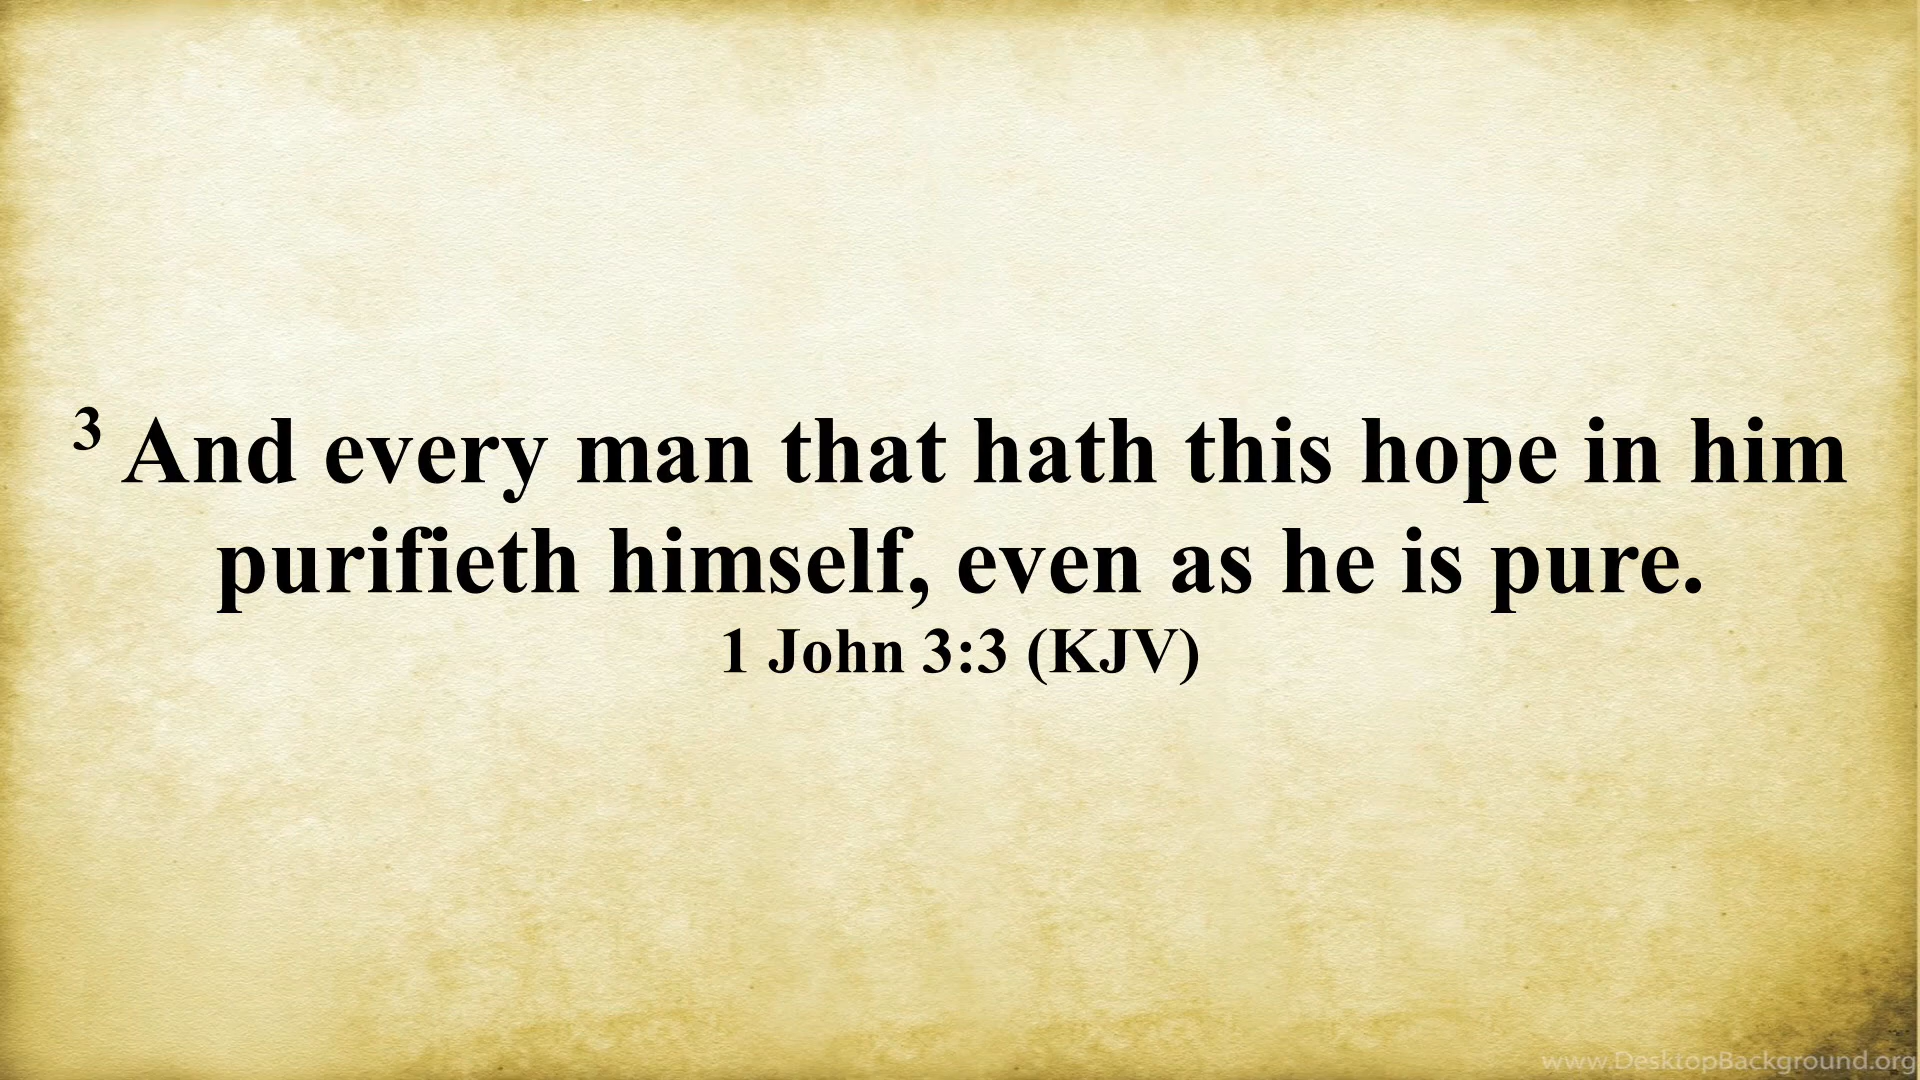 3 And every man that hath this hope in him
purifieth himself, even as he is pure.
1 John 3:3 (KJV)
www.DesktopBackground.org